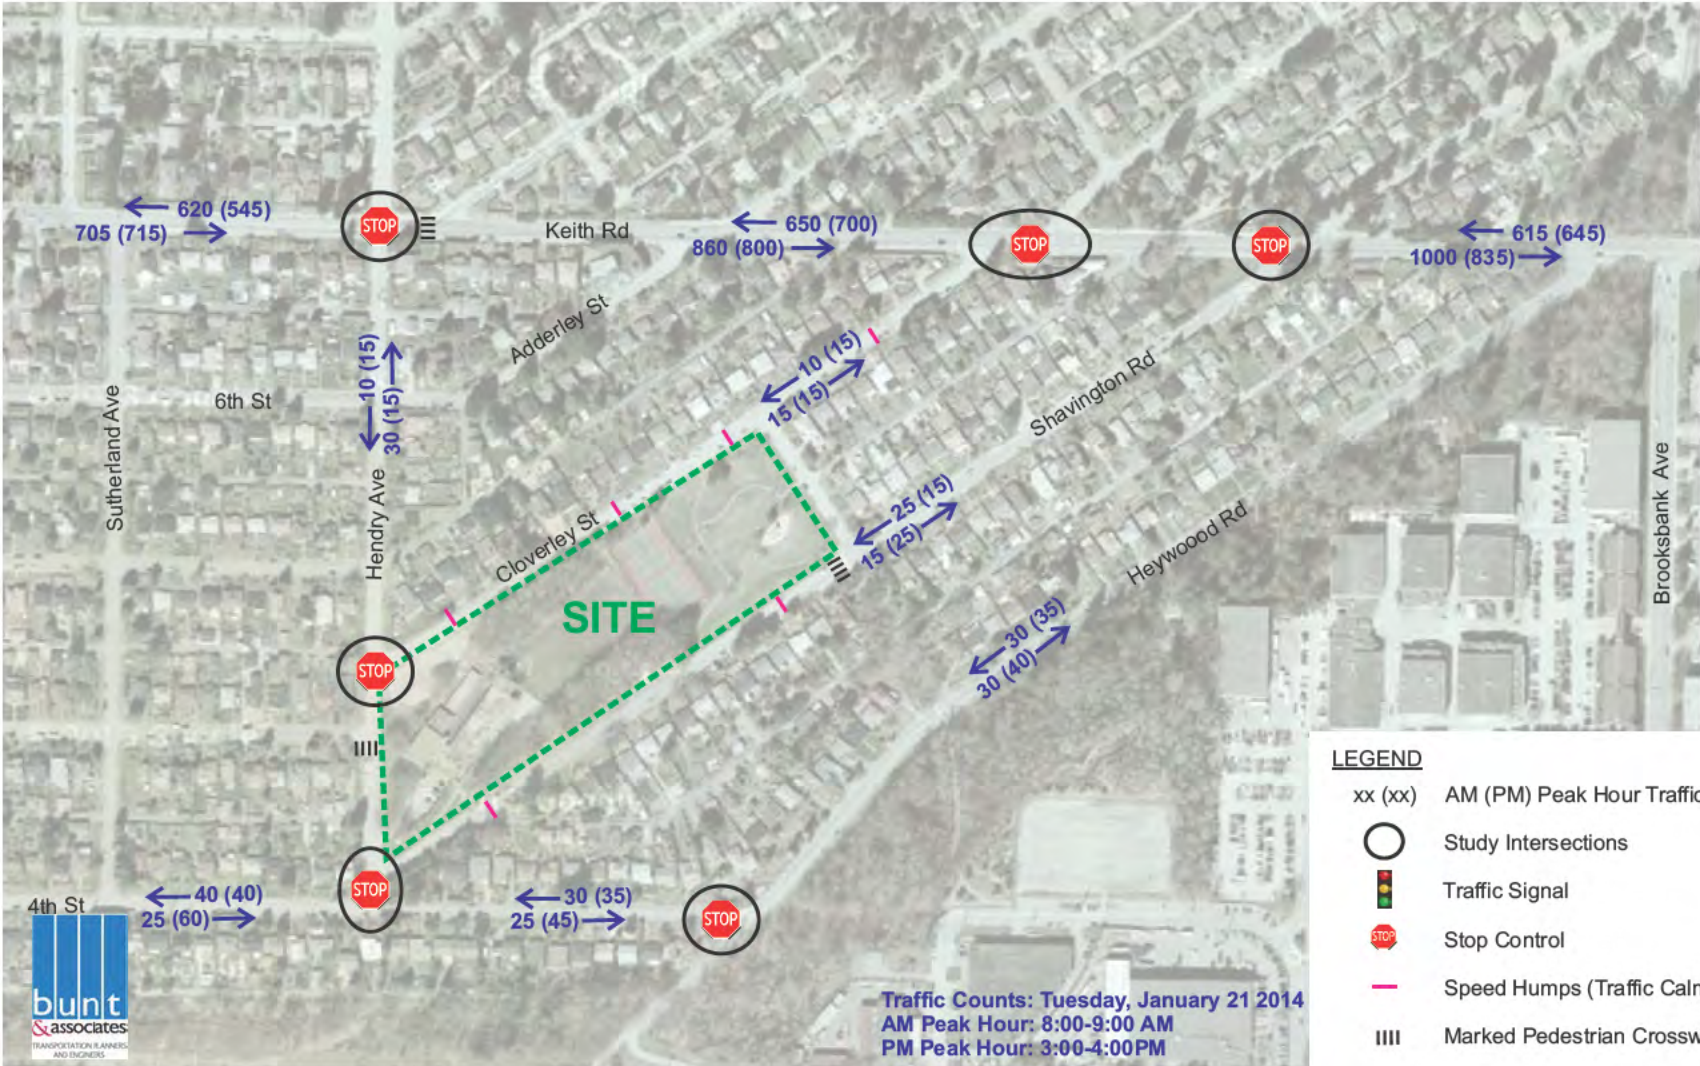 620 (545)
705 (715)
STOP
Keith Rd
650 (700)
860 (800)
STOP
STOP
615 (645)
1000 (835)
Adderley St
10 (15)
30 (15)
6th St
Sutherland Ave
Hendry Ave
10 (15)
15 (15)
Shavington Rd
Brooksbank Ave
Cloverley St
25 (15)
15 (25)
Heywoood Rd
SITE
30 (35)
30 (40)
STOP
4th St
40 (40)
25 (60)
STOP
30 (35)
25 (45)
STOP
bunt
& associates
TRANSPORTATION PLANNERS
AND ENGINEERS
Traffic Counts: Tuesday, January 21 2014
AM Peak Hour: 8:00-9:00 AM
PM Peak Hour: 3:00-4:00PM
LEGEND
xx (xx) AM (PM) Peak Hour Traffic
Study Intersections
Traffic Signal
STOP Stop Control
Speed Humps (Traffic Caln
Marked Pedestrian Crossw